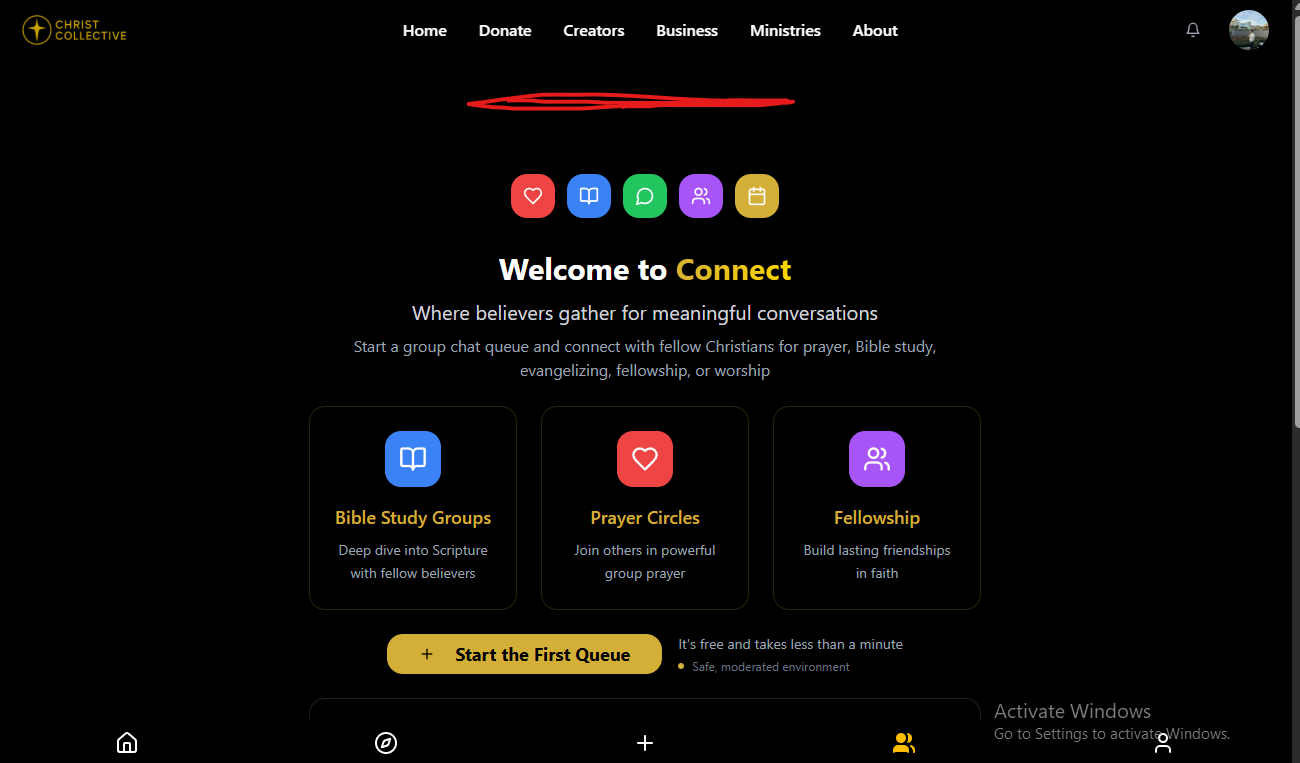 CHRIST
COLLECTIVE
Home Donate Creators Business Ministries About
Welcome to Connect
Where believers gather for meaningful conversations
Start a group chat queue and connect with fellow Christians for prayer, Bible study,
evangelizing, fellowship, or worship
Bible Study Groups
Deep dive into Scripture
with fellow believers
Prayer Circles
Join others in powerful
group prayer
Fellowship
Build lasting friendships
in faith
+ Start the First Queue
It's free and takes less than a minute
Safe, moderated environment
Activate Windows
Go to Settings to activate Windows.